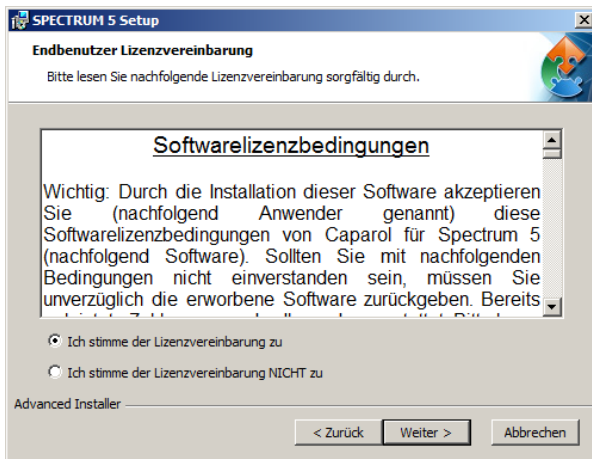 SPECTRUM 5 Setup
Endbenutzer Lizenzvereinbarung
Bitte lesen Sie nachfolgende Lizenzvereinbarung sorgfältig durch.
Softwarelizenzbedingungen
Wichtig: Durch die Installation dieser Software akzeptieren
Sie (nachfolgend Anwender genannt) diese
Softwarelizenzbedingungen von Caparol für Spectrum 5
(nachfolgend Software). Sollten Sie mit nachfolgenden
Bedingungen nicht einverstanden sein, müssen Sie
unverzüglich die erworbene Software zurückgeben. Bereits
Ich stimme der Lizenzvereinbarung zu
Ich stimme der Lizenzvereinbarung NICHT zu
Advanced Installer
< Zurück
Weiter >
Abbrechen